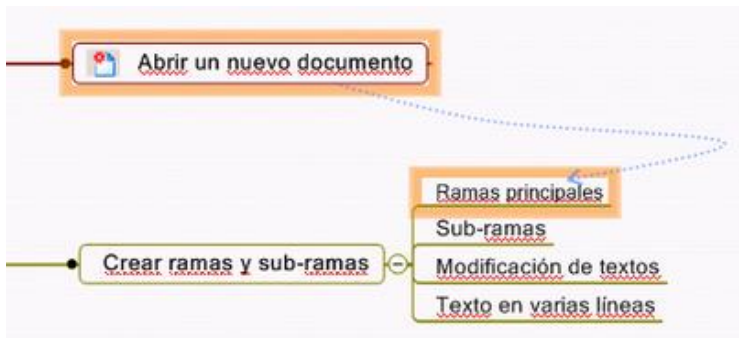 Abrir un nuevo documento
Ramas principales
Sub-ramas
Crear ramas y sub-ramas
Modificación de textos
Texto en varias líneas